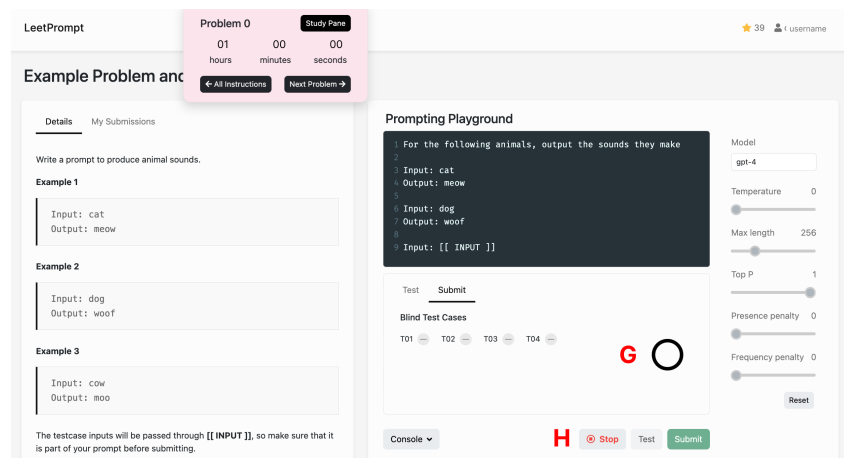 LeetPrompt
Problem 0
Study Pane
01 00 00
hours minutes seconds
← All Instructions Next Problem →
39 username
Example Problem and
Details My Submissions
Write a prompt to produce animal sounds.
Example 1
Input: cat
Output: meow
Example 2
Input: dog
Output: woof
Example 3
Input: cow
Output: moo
The testcase inputs will be passed through [[ INPUT ]], so make sure that it
is part of your prompt before submitting.
Prompting Playground
1 For the following animals, output the sounds they make
2
3 Input: cat
4 Output: meow
5
6 Input: dog
7 Output: woof
8
9 Input: [[ INPUT ]]
Test Submit
Blind Test Cases
T01 — T02 — T03 — T04 —
G
Console
H
Stop Test Submit
Model
gpt-4
Temperature 0
Max length 256
Top P 1
Presence penalty 0
Frequency penalty 0
Reset